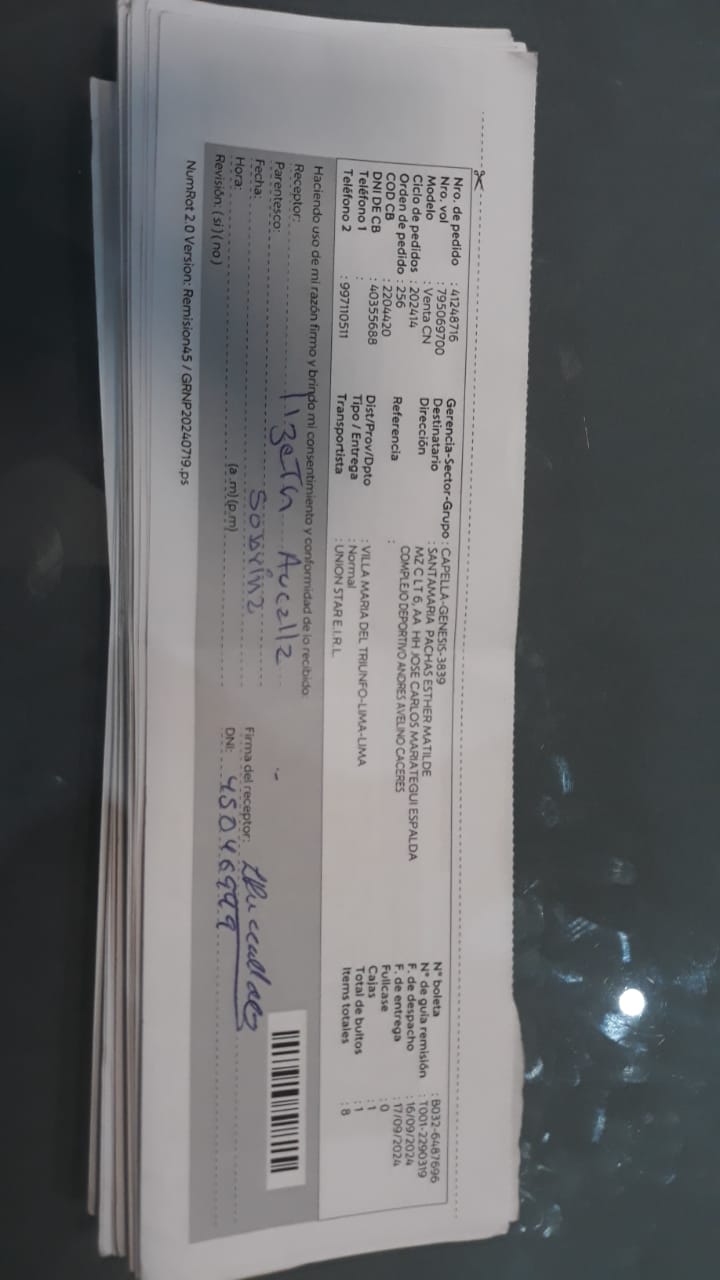 Nro. de pedido : 41248716
Nro. vol : 795069700
Modelo : Venta CN
Ciclo de pedidos : 202414
Orden de pedido : 256
COD CB : 2204420
DNI DE CB : 40355688
Teléfono 1 :
Teléfono 2 : 997110511
Gerencia-Sector-Grupo : CAPELLA-GENESIS-3839
Destinatario : SANTAMARIA PACHAS ESTHER MATILDE
Dirección : MZ C LT 6, AA HH JOSE CARLOS MARIATEGUI ESPALDA
COMPLEJO DEPORTIVO ANDRES AVELINO CACERES
Referencia :
Dist/Prov/Dpto : VILLA MARIA DEL TRIUNFO-LIMA-LIMA
Tipo / Entrega : Normal
Transportista : UNION STAR E.I.R.L.
N° boleta : B032-6487696
N° de guia remisión : T001-2290319
F. de despacho : 16/09/2024
F. de entrega : 17/09/2024
Fullcase : 0
Cajas : 1
Total de bultos : 1
Items totales : 8
Haciendo uso de mi razón firmo y brindo mi consentimiento y conformidad de lo recibido.
Receptor:
Parentesco:
Fecha:
Hora: (a .m) (p.m)
Revisión: ( si ) ( no )
Firma del receptor:
DNI: 45046999
NumRot 2.0 Version: Remision45 / GRNP20240719.ps